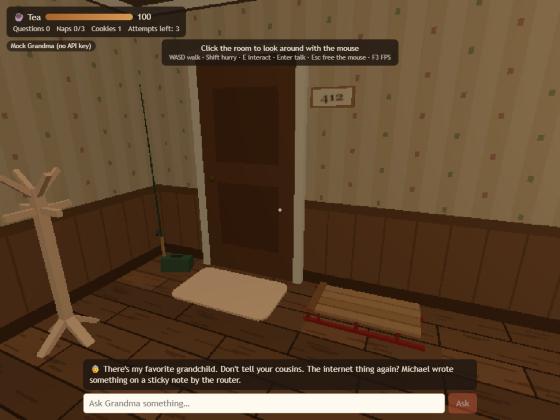 Tea 100
Questions 0 Naps 0/3 Cookies 1 Attempts left: 3
Mock Grandma (no API key)
Click the room to look around with the mouse
WASD walk · Shift hurry · E interact · Enter talk · Esc free the mouse · F3 FPS
412
There's my favorite grandchild. Don't tell your cousins. The internet thing again? Michael wrote
something on a sticky note by the router.
Ask Grandma something...
Ask